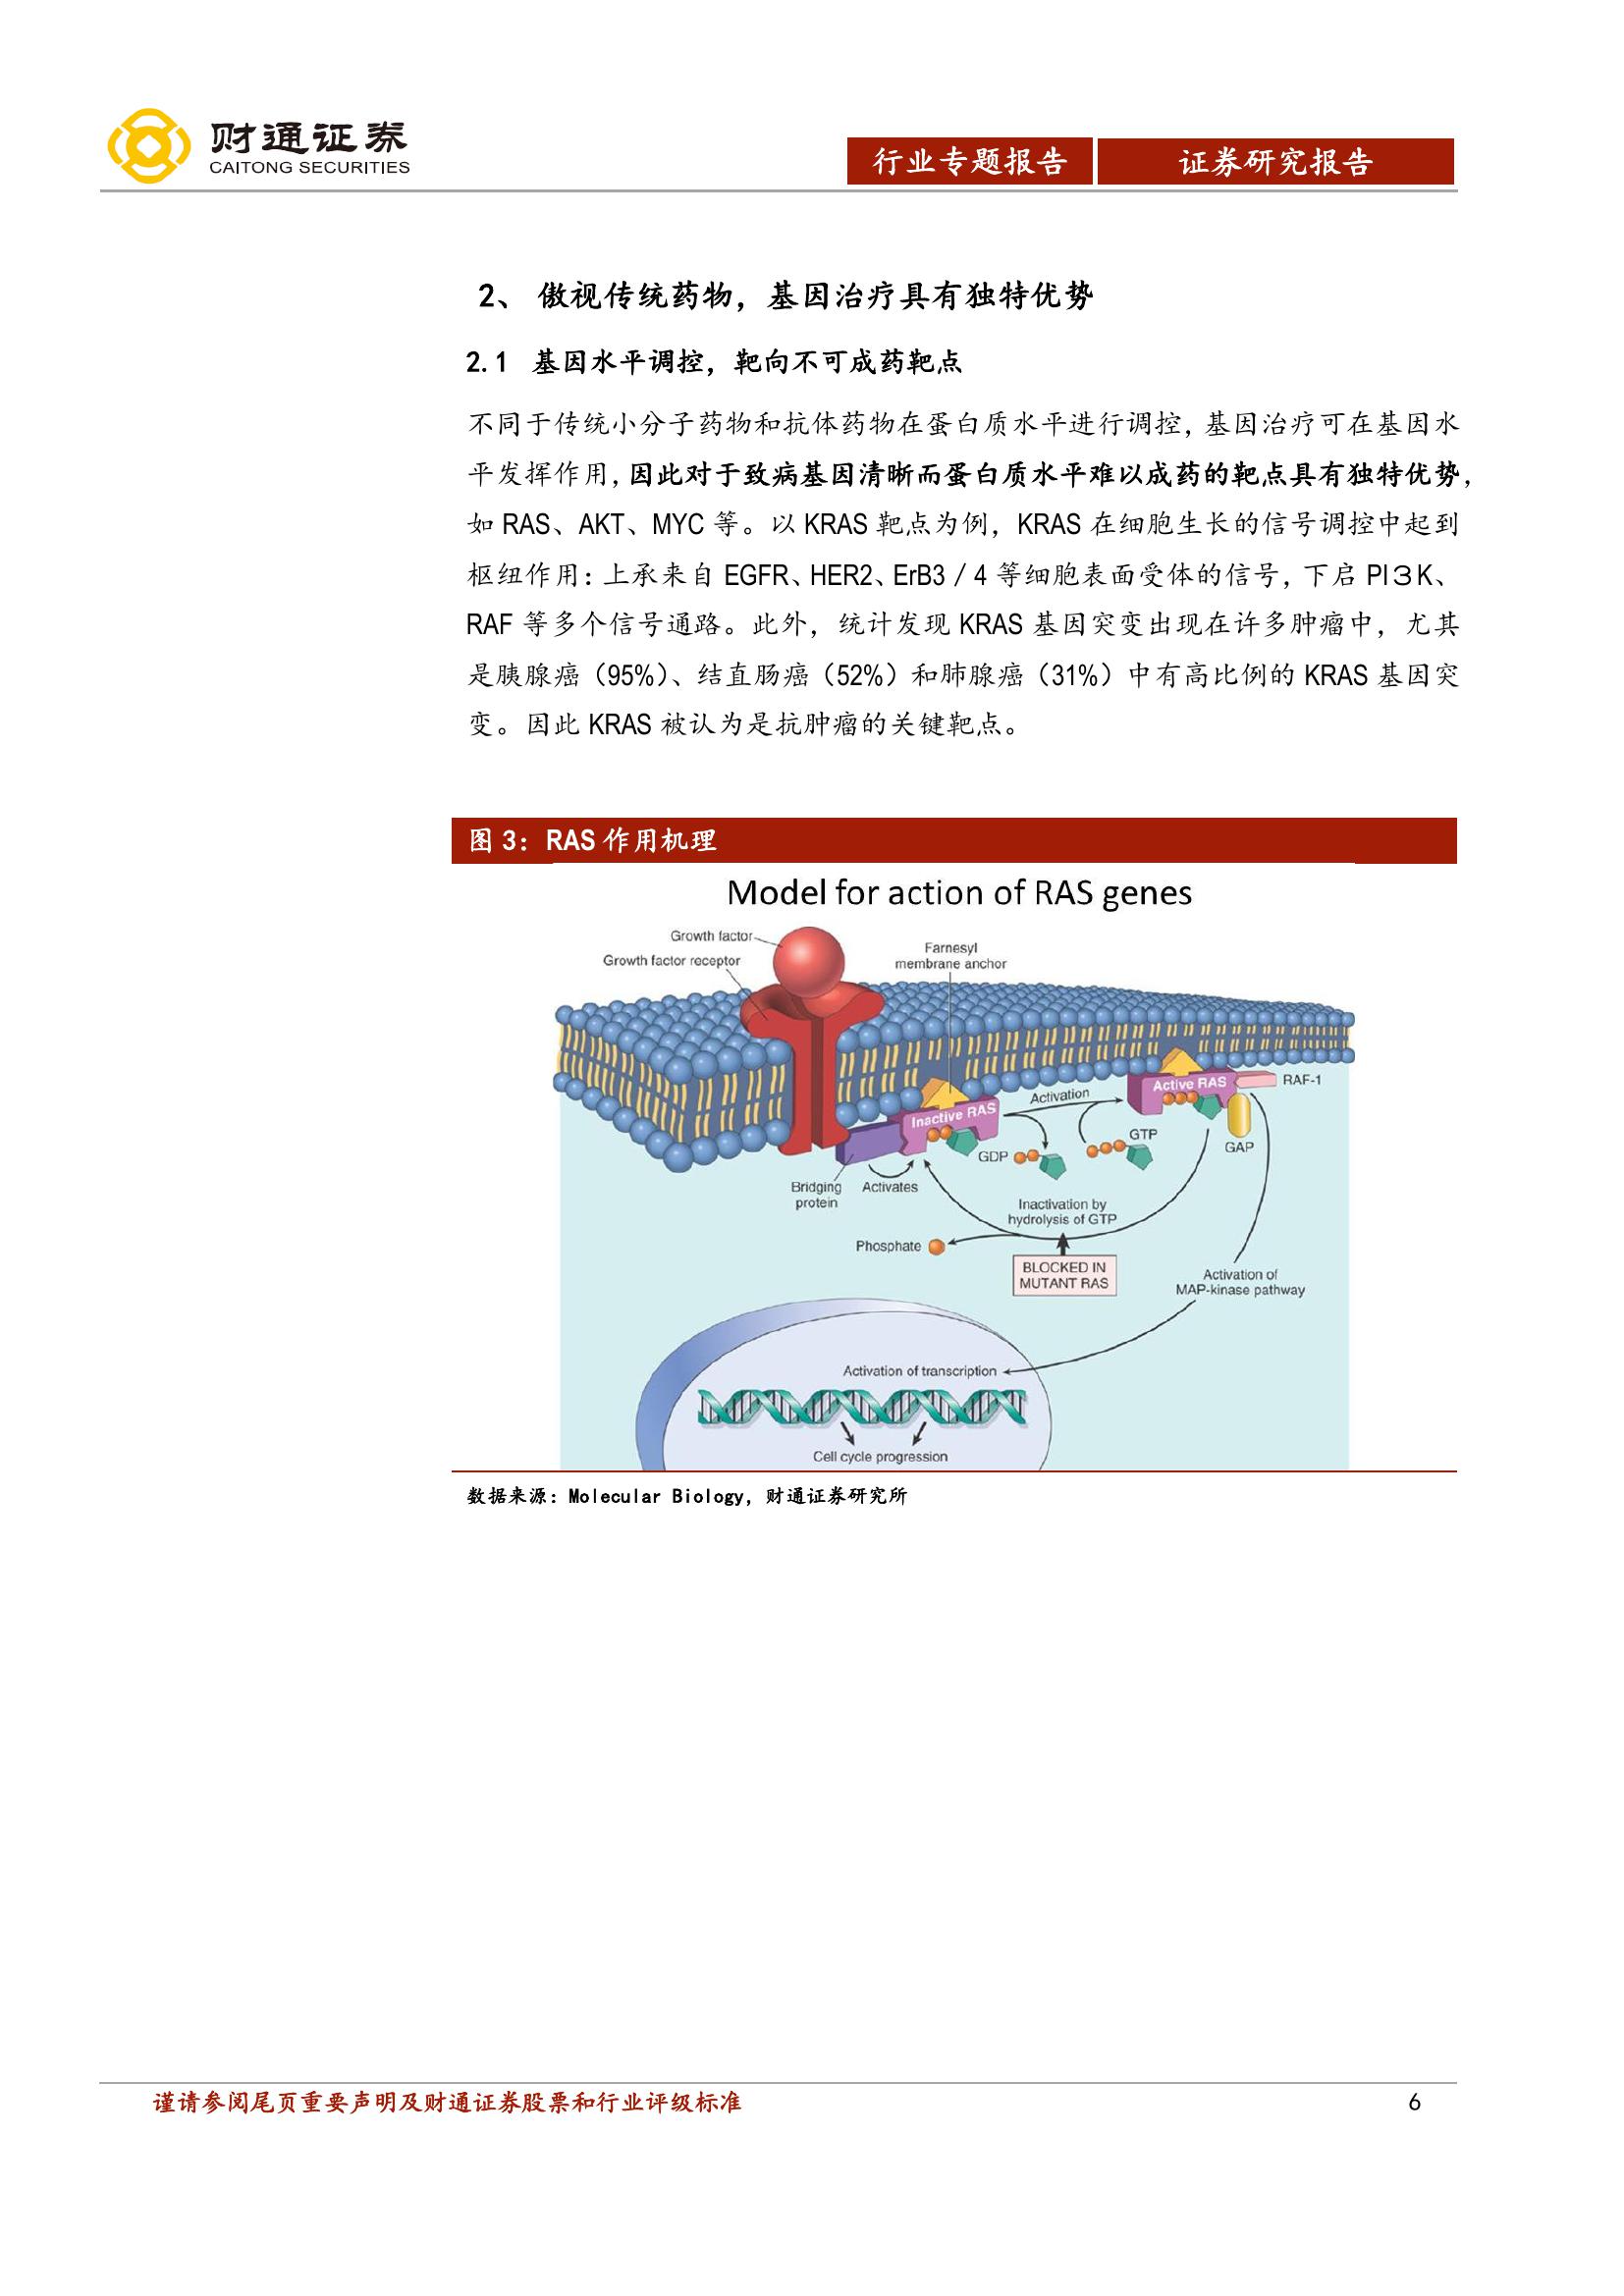 财通证券
CAITONG SECURITIES
行业专题报告
证券研究报告
2、 傲视传统药物，基因治疗具有独特优势
2.1 基因水平调控，靶向不可成药靶点
不同于传统小分子药物和抗体药物在蛋白质水平进行调控，基因治疗可在基因水
平发挥作用，因此对于致病基因清晰而蛋白质水平难以成药的靶点具有独特优势，
如 RAS、AKT、MYC 等。以 KRAS 靶点为例，KRAS 在细胞生长的信号调控中起到
枢纽作用：上承来自 EGFR、HER2、ErB3／4 等细胞表面受体的信号，下启 PI３K、
RAF 等多个信号通路。此外，统计发现 KRAS 基因突变出现在许多肿瘤中，尤其
是胰腺癌（95%）、结直肠癌（52%）和肺腺癌（31%）中有高比例的 KRAS 基因突
变。因此 KRAS 被认为是抗肿瘤的关键靶点。
图 3：RAS 作用机理
Model for action of RAS genes
Growth factor
Growth factor receptor
Farnesyl
membrane anchor
Inactive RAS
Activation
Active RAS
RAF-1
GDP
GTP
GAP
Bridging
protein
Activates
Inactivation by
hydrolysis of GTP
Phosphate
BLOCKED IN
MUTANT RAS
Activation of
MAP-kinase pathway
Activation of transcription
Cell cycle progression
数据来源：Molecular Biology，财通证券研究所
谨请参阅尾页重要声明及财通证券股票和行业评级标准
6